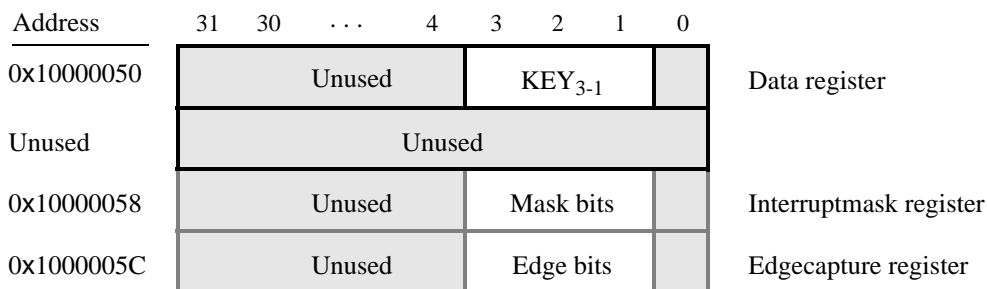 Address 31 30 . . . 4 3 2 1 0
0x10000050 Unused KEY3-1 Data register
Unused Unused
0x10000058 Unused Mask bits Interruptmask register
0x1000005C Unused Edge bits Edgecapture register